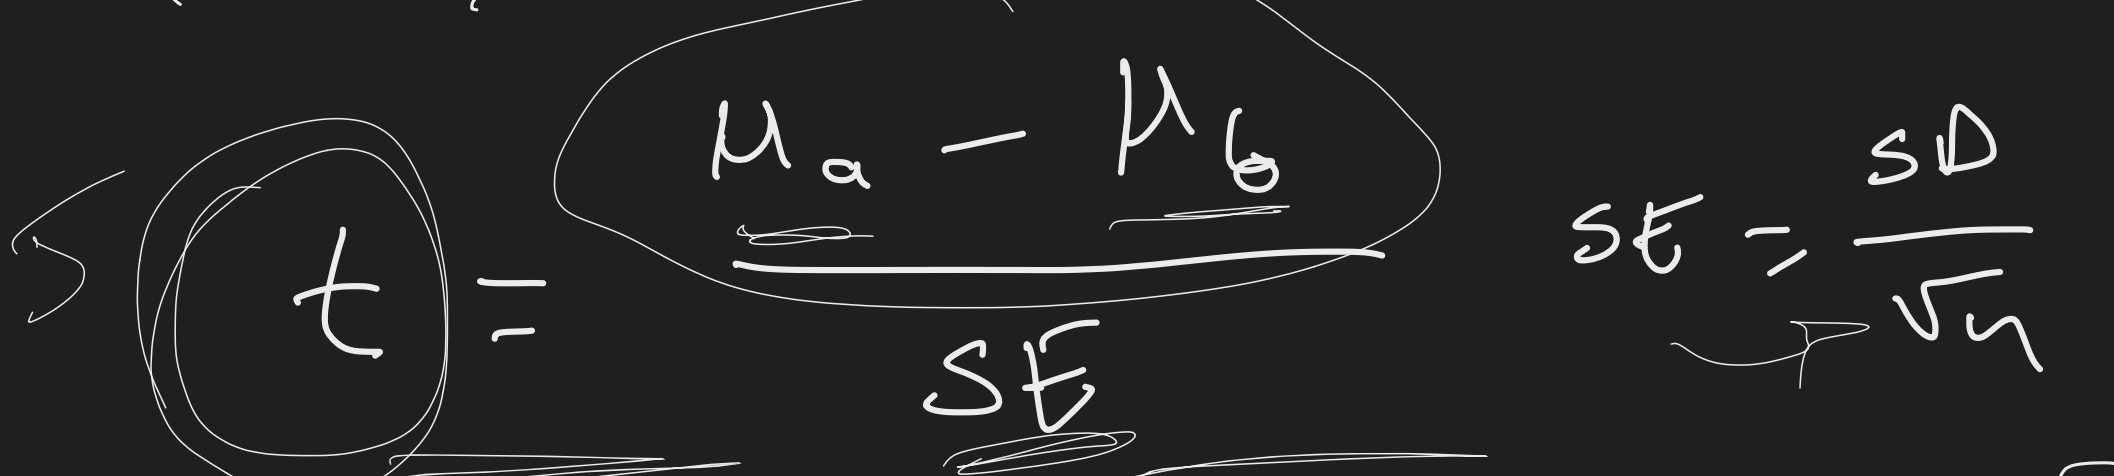 t = (μa − μb) / SE
SE = SD / √n